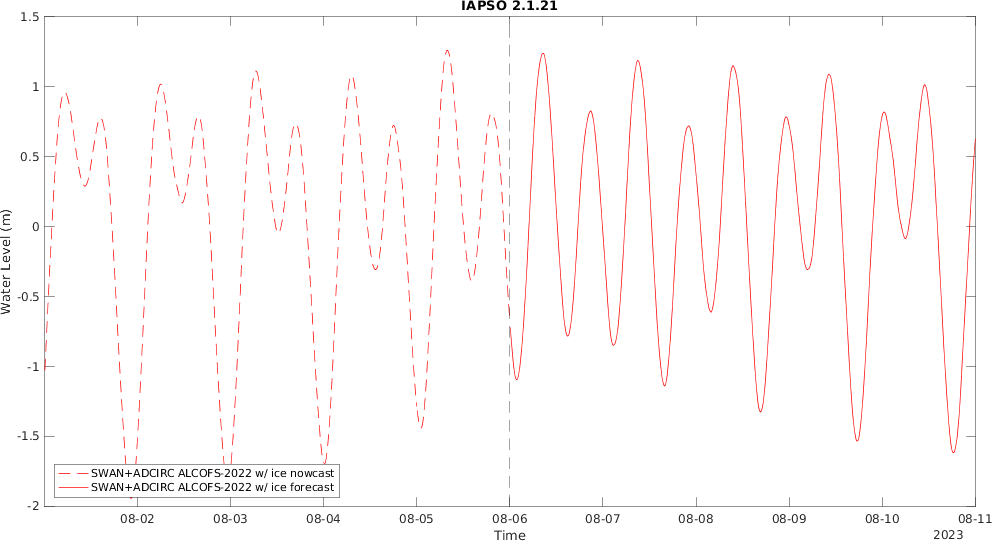 IAPSO 2.1.21
1.5
1
0.5
0
-0.5
-1
-1.5
-2
Water Level (m)
SWAN+ADCIRC ALCOFS-2022 w/ ice nowcast
SWAN+ADCIRC ALCOFS-2022 w/ ice forecast
08-02 08-03 08-04 08-05 08-06 08-07 08-08 08-09 08-10 08-11
Time
2023